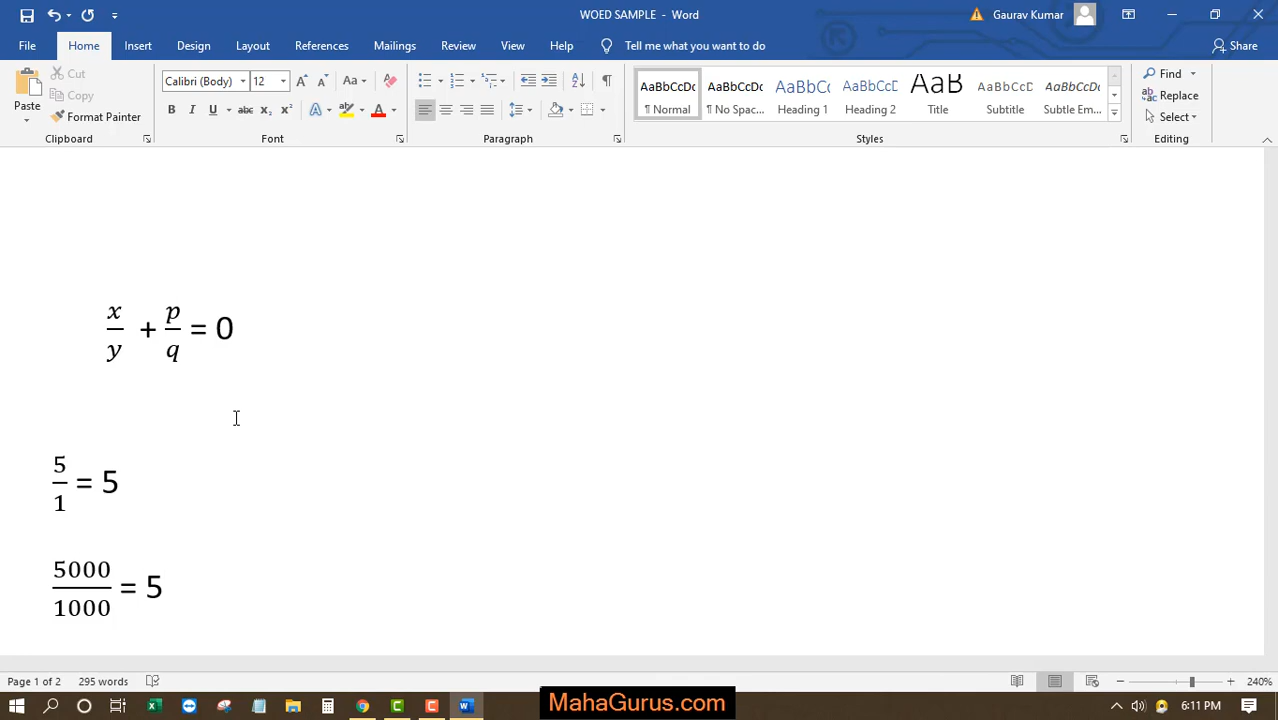 WOED SAMPLE - Word
Gaurav Kumar
File Home Insert Design Layout References Mailings Review View Help Tell me what you want to do Share
Paste
Cut
Copy
Format Painter
Clipboard
Calibri (Body) 12
Font
Paragraph
AaBbCcDc AaBbCcDc AaBbCc AaBbCcC AaB AaBbCcD AaBbCcDc
¶ Normal ¶ No Spac... Heading 1 Heading 2 Title Subtitle Subtle Em...
Styles
Find
Replace
Select
Editing
x/y + p/q = 0
5/1 = 5
5000/1000 = 5
Page 1 of 2 295 words 240%
MahaGurus.com
6:11 PM